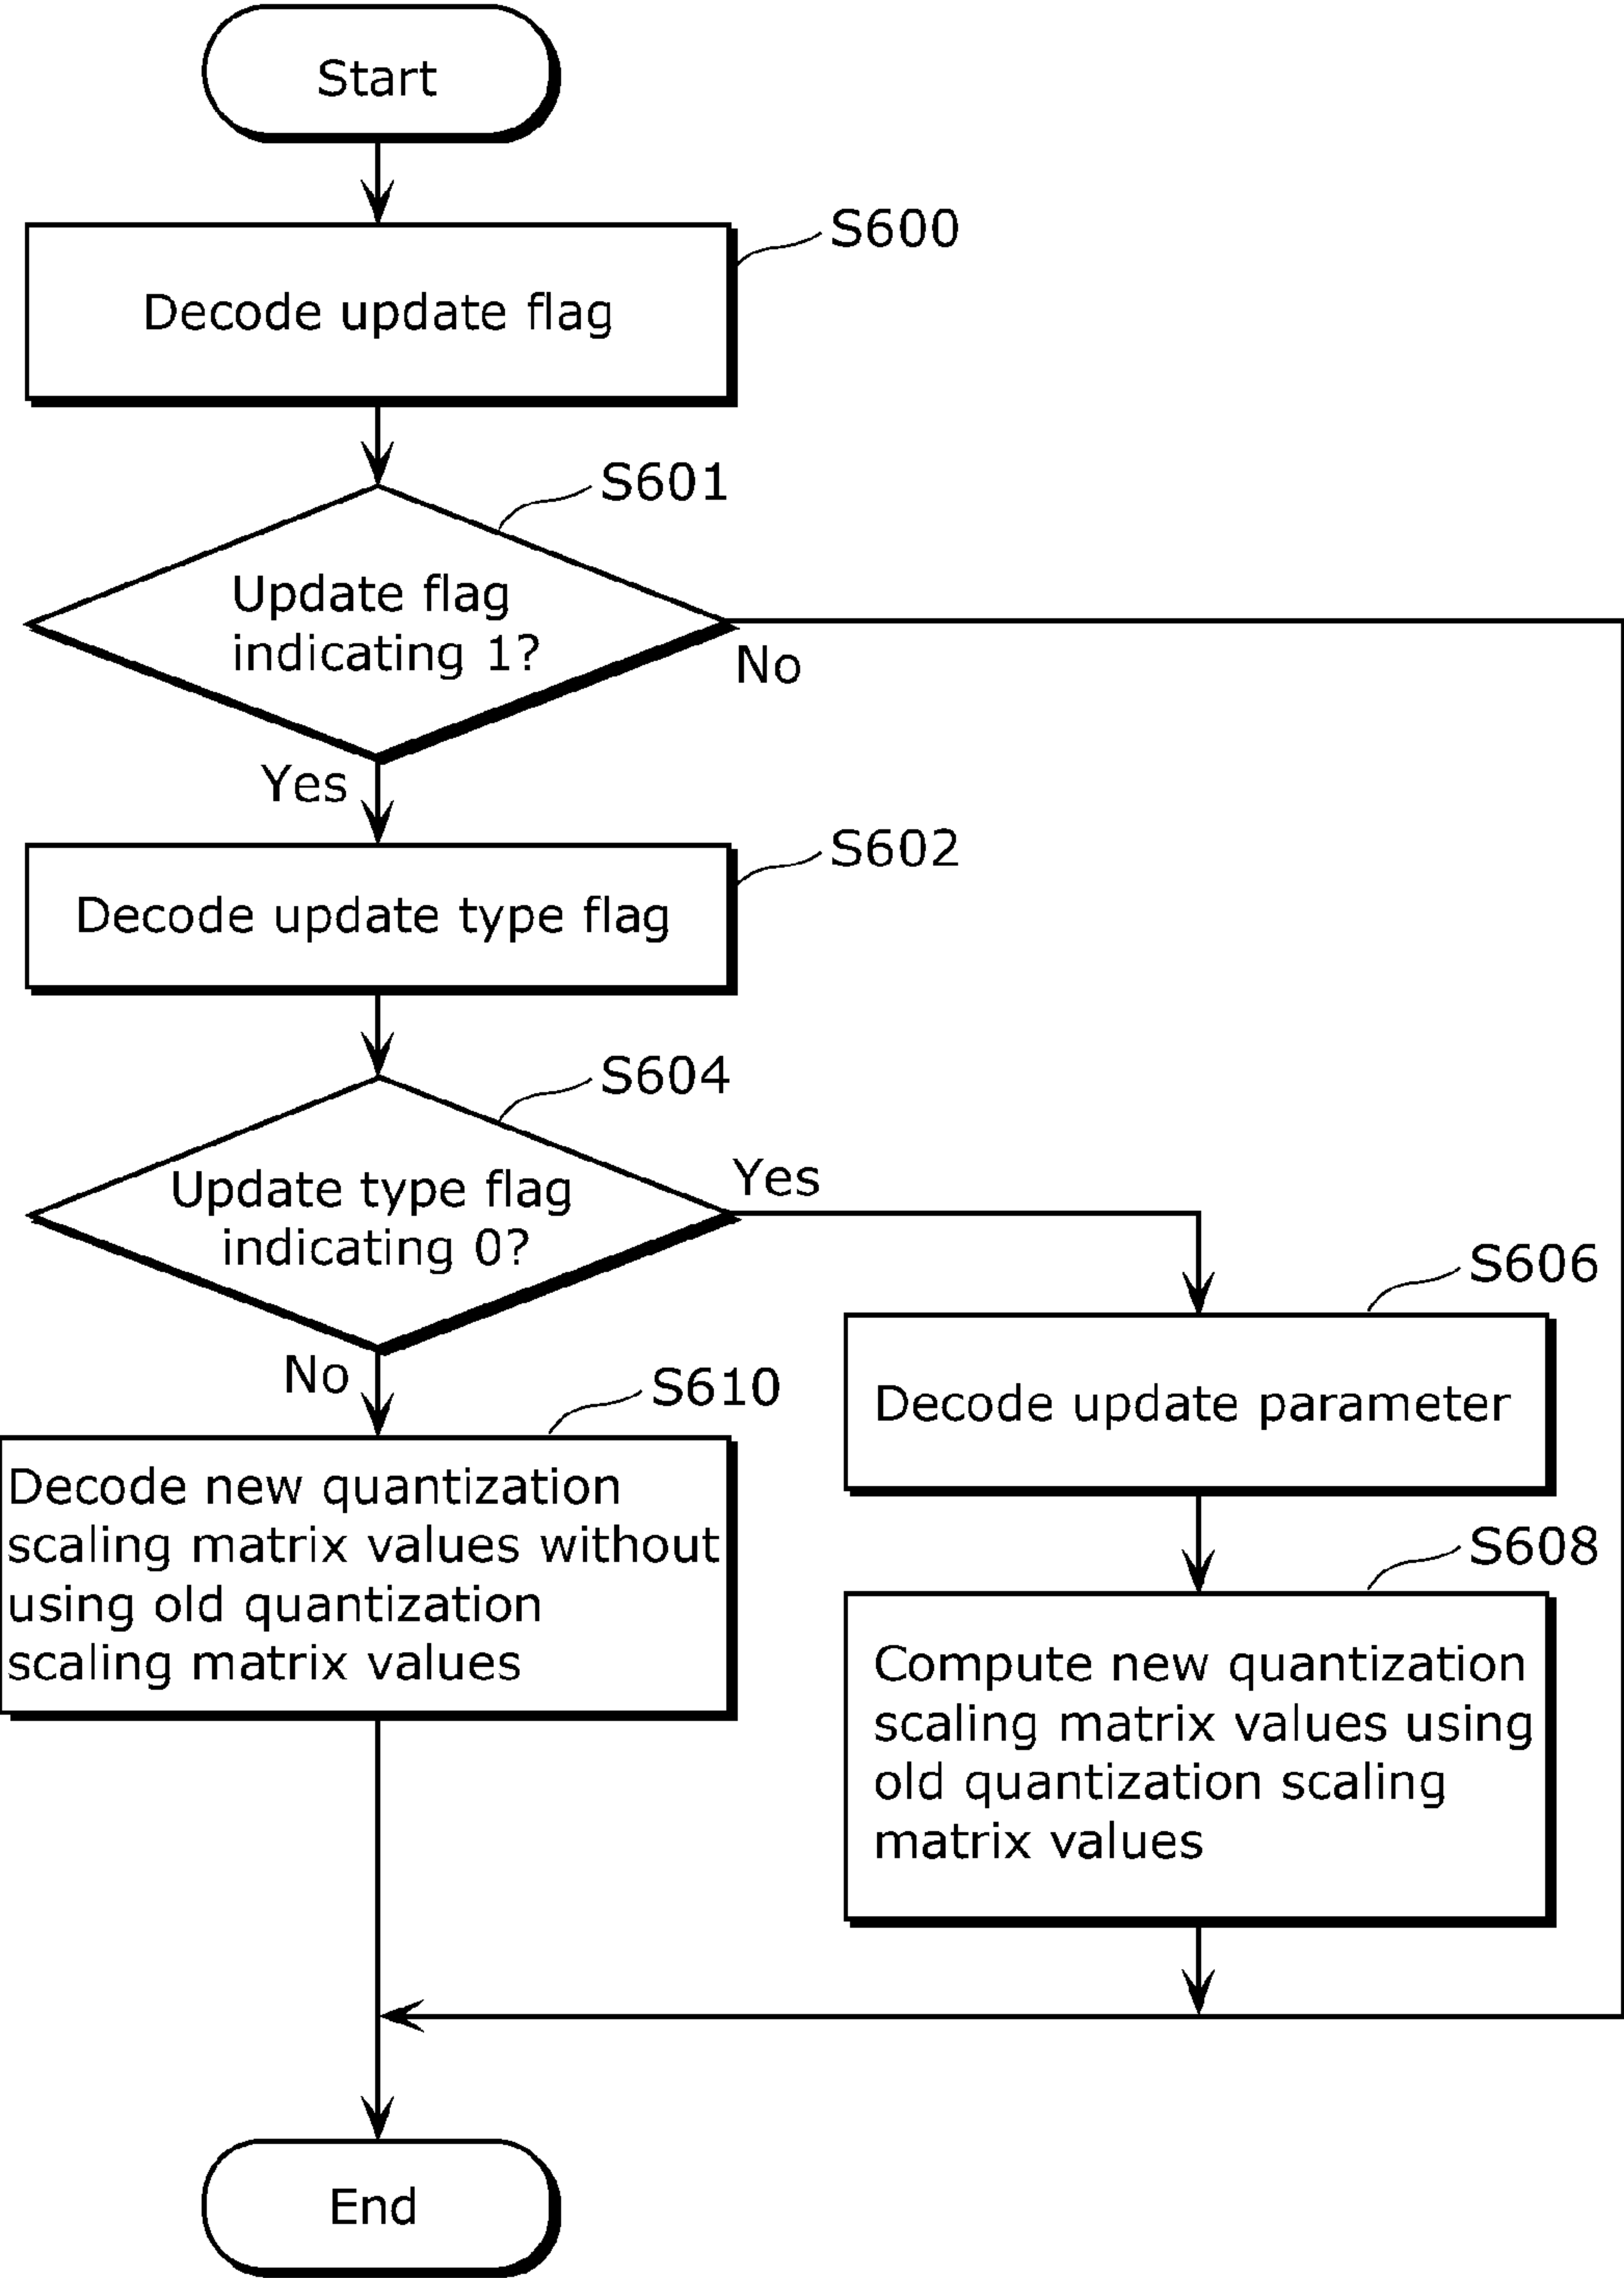 Start
S600
Decode update flag
S601
Update flag
indicating 1?
No
Yes
S602
Decode update type flag
S604
Update type flag
indicating 0?
Yes
No
S606
Decode update parameter
S610
Decode new quantization
scaling matrix values without
using old quantization
scaling matrix values
S608
Compute new quantization
scaling matrix values using
old quantization scaling
matrix values
End